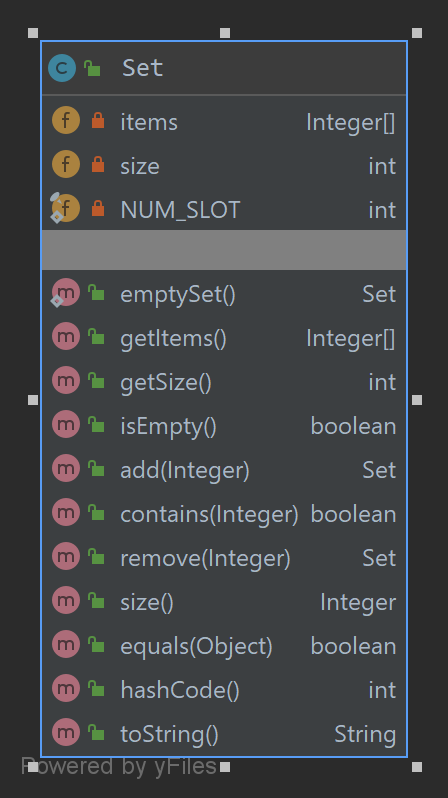 C Set
f items Integer[]
f size int
f NUM_SLOT int
m emptySet() Set
m getItems() Integer[]
m getSize() int
m isEmpty() boolean
m add(Integer) Set
m contains(Integer) boolean
m remove(Integer) Set
m size() Integer
m equals(Object) boolean
m hashCode() int
m toString() String
Powered by yFiles